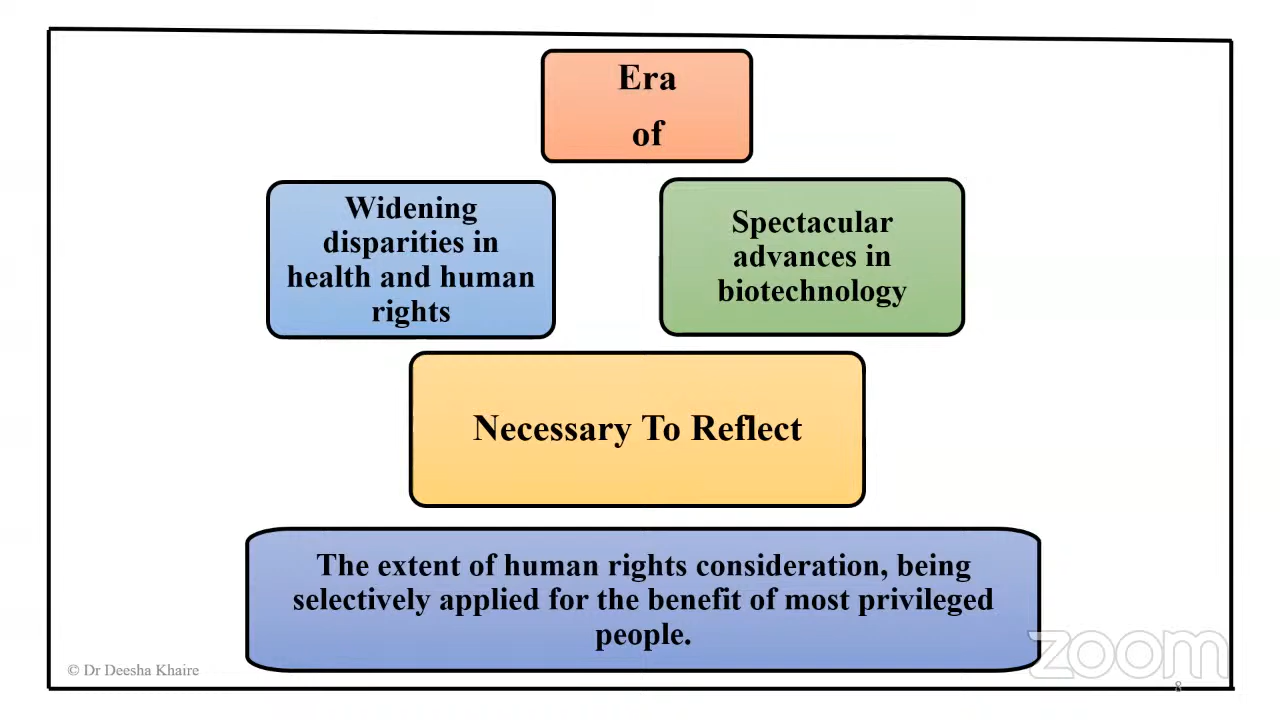 Era
of
Widening
disparities in
health and human
rights
Spectacular
advances in
biotechnology
Necessary To Reflect
The extent of human rights consideration, being
selectively applied for the benefit of most privileged
people.
© Dr Deesha Khaire
zoom
8